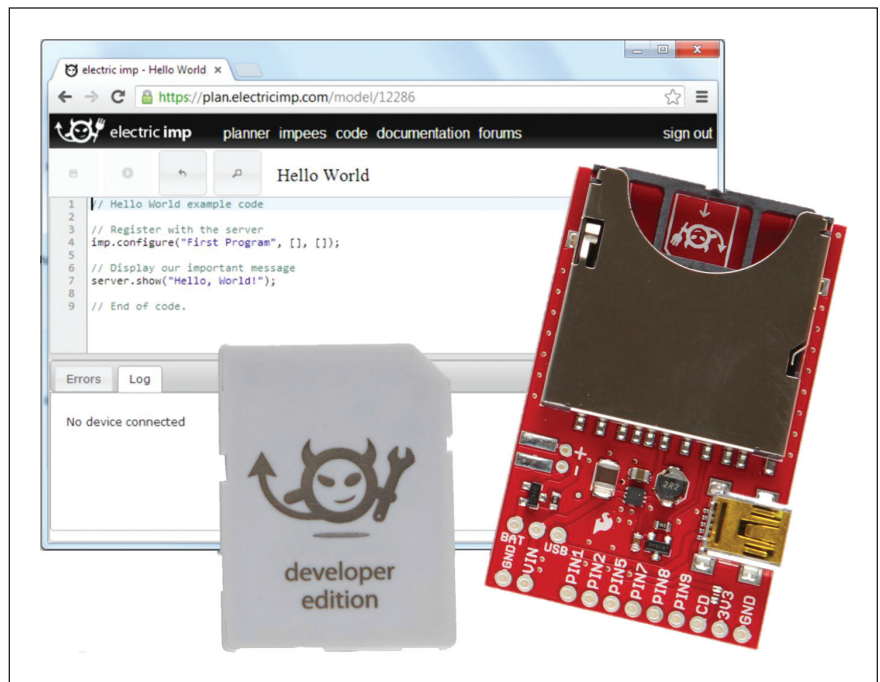 electric imp - Hello World
https://plan.electricimp.com/model/12286
electric imp planner impees code documentation forums sign out
Hello World
1 // Hello World example code
2
3 // Register with the server
4 imp.configure("First Program", [], []);
5
6 // Display our important message
7 server.show("Hello, World!");
8
9 // End of code.
Errors Log
No device connected
developer
edition
+
-
2R2
BAT
USB
GND
VIN
PIN1
PIN2
PIN5
PIN7
PIN8
PIN9
CD
MIN
3V3
GND